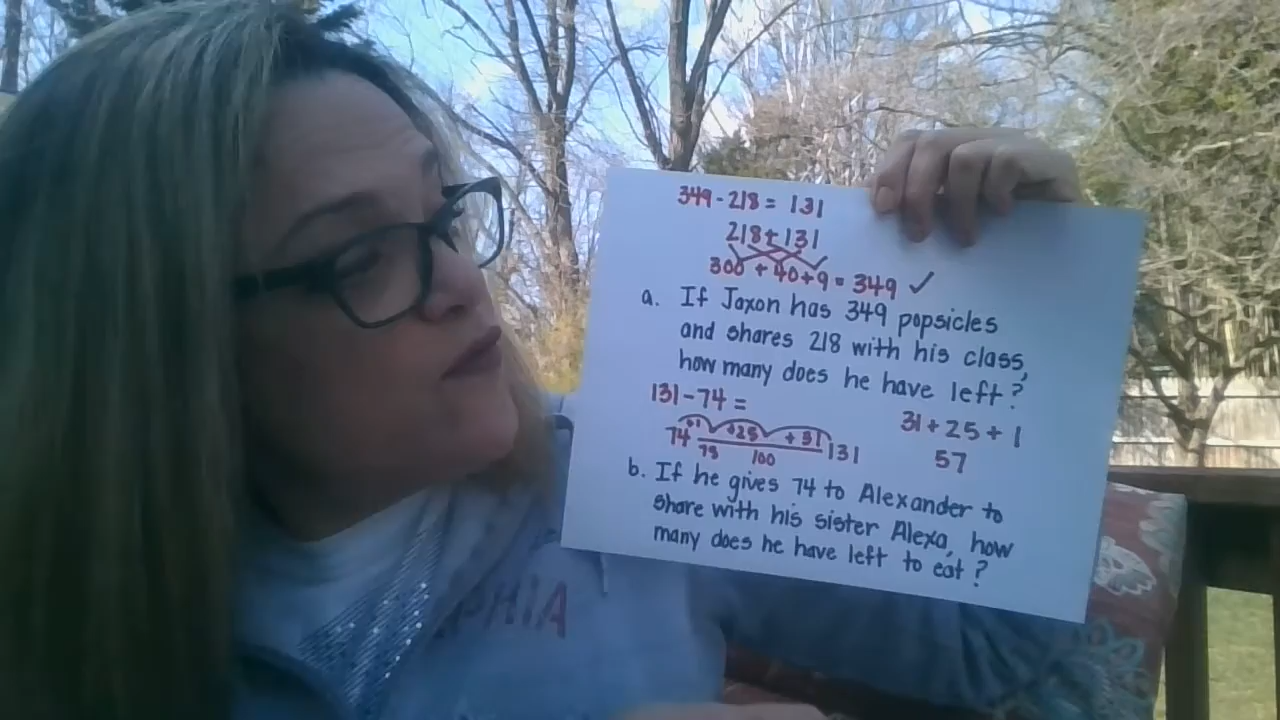 349 - 218 = 131
218 + 131
300 + 40 + 9 = 349 ✓
a. If Jaxon has 349 popsicles
and shares 218 with his class,
how many does he have left?
131 - 74 =
31 + 25 + 1
+1 +25 +31
74 131
75 100
57
b. If he gives 74 to Alexander to
share with his sister Alexa, how
many does he have left to eat?
PHIA